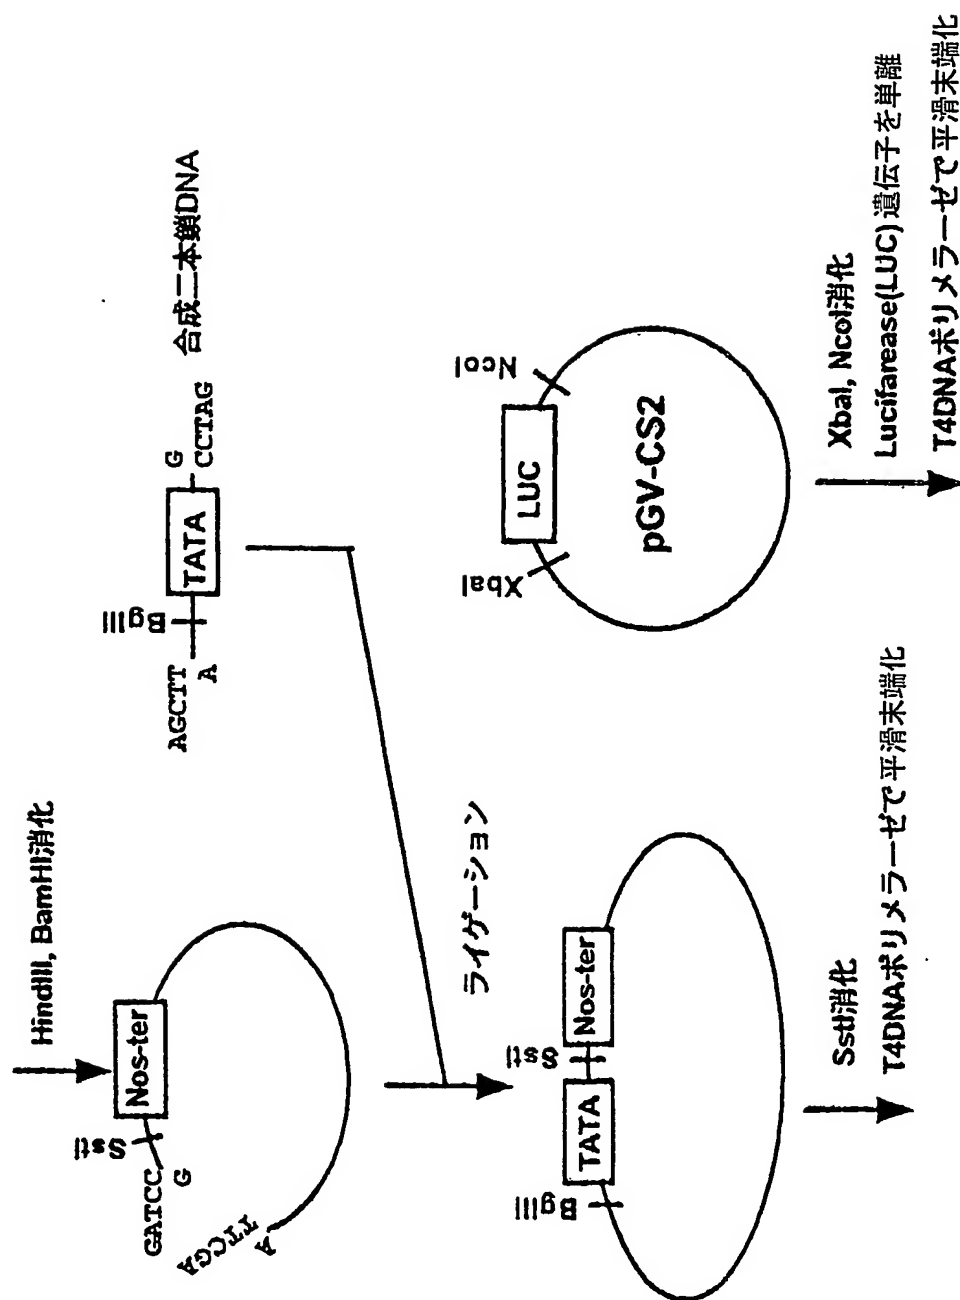 HindIII, BamHI消化
GATCC
G
SstI
Nos-ter
TTCGA
A
AGCTT
A
BglII
TATA
G
CCTAG
合成二本鎖DNA
ライゲーション
BglII
TATA
SstI
Nos-ter
XbaI
LUC
NcoI
pGV-CS2
SstI消化
T4DNAポリメラーゼで平滑末端化
XbaI, NcoI消化
Lucifarease(LUC)遺伝子を単離
T4DNAポリメラーゼで平滑末端化